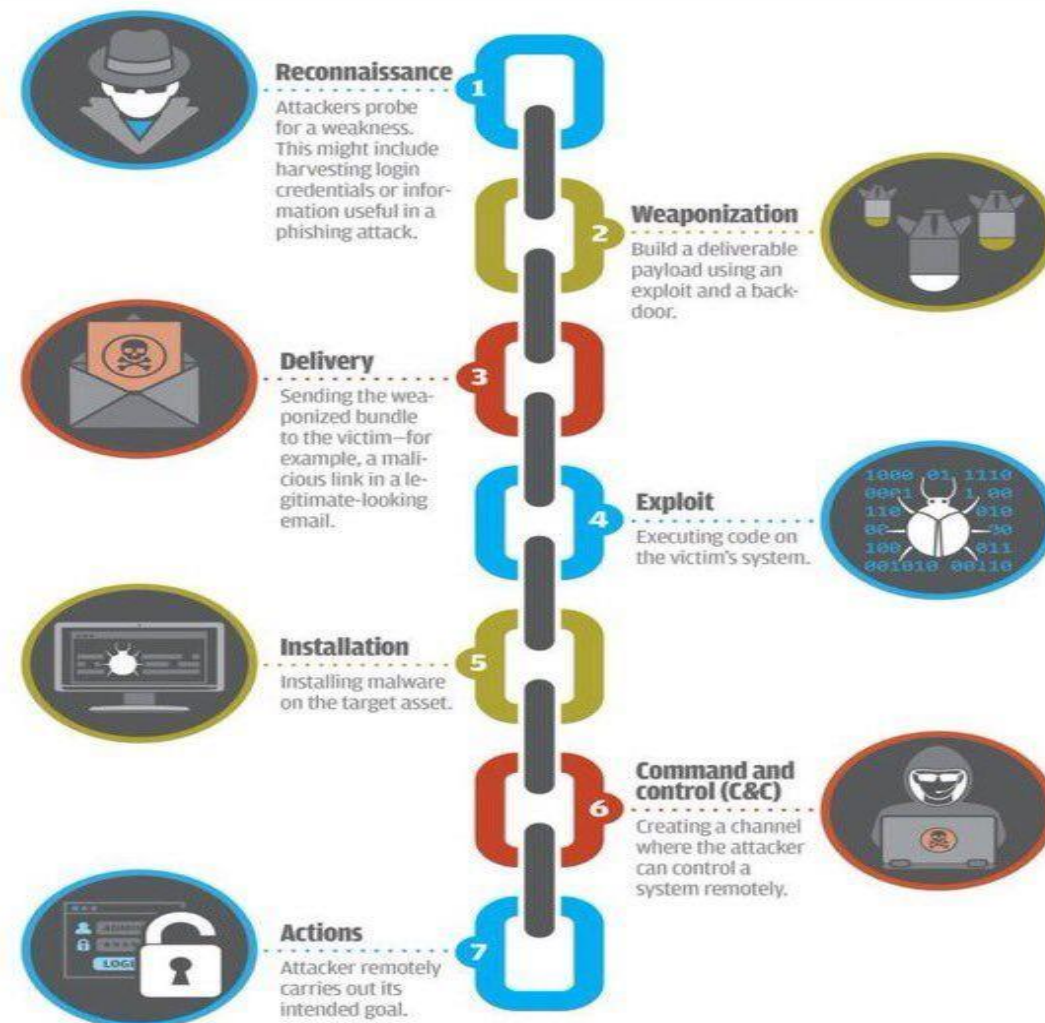 Reconnaissance
1
Attackers probe
for a weakness.
This might include
harvesting login
credentials or infor-
mation useful in a
phishing attack.
Weaponization
2
Build a deliverable
payload using an
exploit and a back-
door.
Delivery
3
Sending the wea-
ponized bundle
to the victim—for
example, a mali-
cious link in a le-
gitimate-looking
email.
Exploit
4
Executing code on
the victim's system.
1000 01 1110
0001 1 00
110 010
00 00
100 011
001010 00110
Installation
5
Installing malware
on the target asset.
Command and
control (C&C)
6
Creating a channel
where the attacker
can control a
system remotely.
Actions
7
Attacker remotely
carries out its
intended goal.